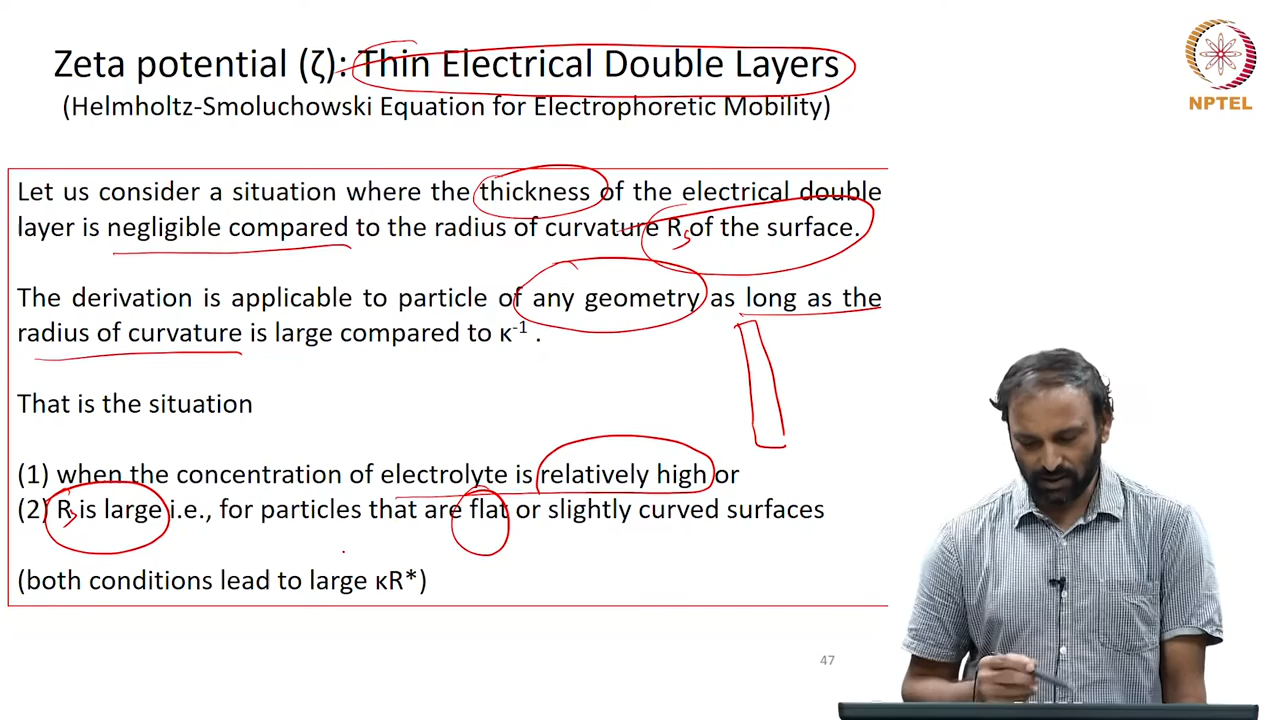 Zeta potential (ζ): Thin Electrical Double Layers
(Helmholtz-Smoluchowski Equation for Electrophoretic Mobility)
NPTEL
Let us consider a situation where the thickness of the electrical double
layer is negligible compared to the radius of curvature Rs of the surface.
The derivation is applicable to particle of any geometry as long as the
radius of curvature is large compared to κ⁻¹ .
That is the situation
(1) when the concentration of electrolyte is relatively high or
(2) Rs is large i.e., for particles that are flat or slightly curved surfaces
(both conditions lead to large κR*)
47